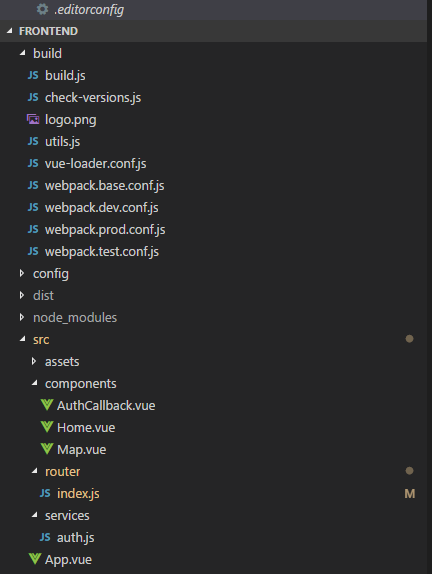 .editorconfig
FRONTEND
build
JS build.js
JS check-versions.js
logo.png
JS utils.js
JS vue-loader.conf.js
JS webpack.base.conf.js
JS webpack.dev.conf.js
JS webpack.prod.conf.js
JS webpack.test.conf.js
config
dist
node_modules
src
assets
components
AuthCallback.vue
Home.vue
Map.vue
router
JS index.js M
services
JS auth.js
App.vue